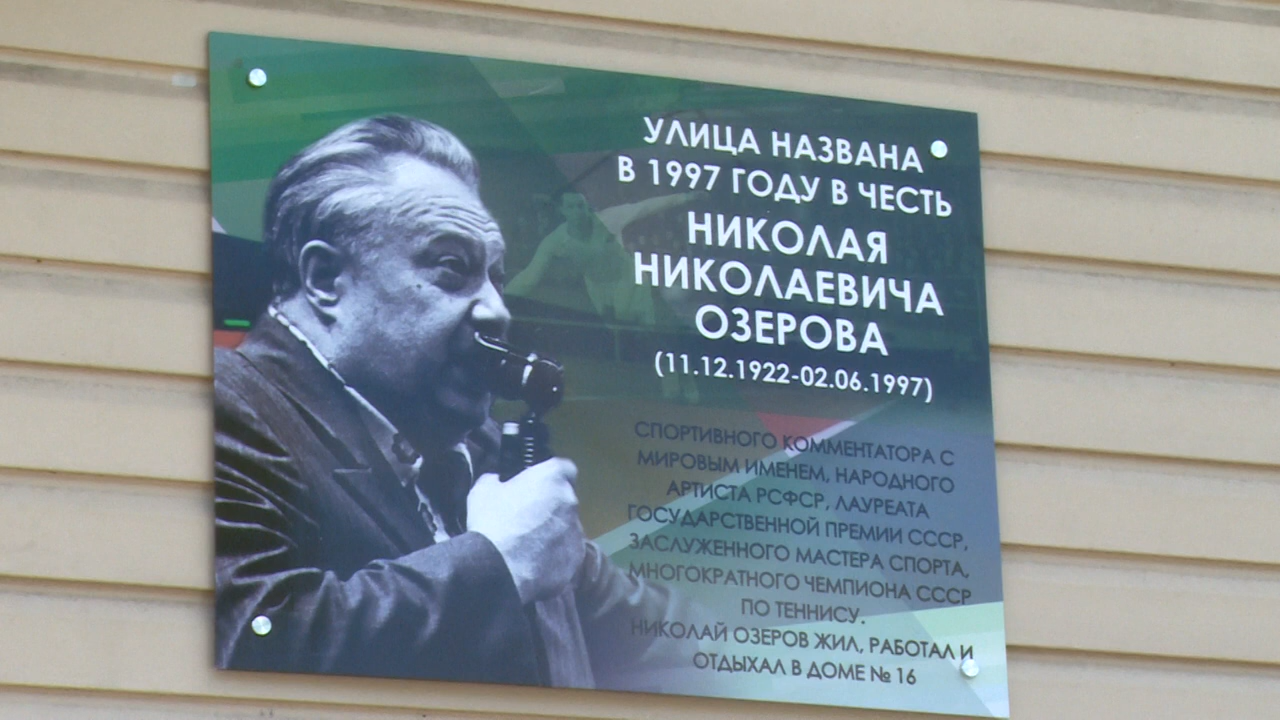 УЛИЦА НАЗВАНА
В 1997 ГОДУ В ЧЕСТЬ
НИКОЛАЯ
НИКОЛАЕВИЧА
ОЗЕРОВА
(11.12.1922-02.06.1997)
СПОРТИВНОГО КОММЕНТАТОРА С
МИРОВЫМ ИМЕНЕМ, НАРОДНОГО
АРТИСТА РСФСР, ЛАУРЕАТА
ГОСУДАРСТВЕННОЙ ПРЕМИИ СССР,
ЗАСЛУЖЕННОГО МАСТЕРА СПОРТА,
МНОГОКРАТНОГО ЧЕМПИОНА СССР
ПО ТЕННИСУ.
НИКОЛАЙ ОЗЕРОВ ЖИЛ, РАБОТАЛ И
ОТДЫХАЛ В ДОМЕ № 16